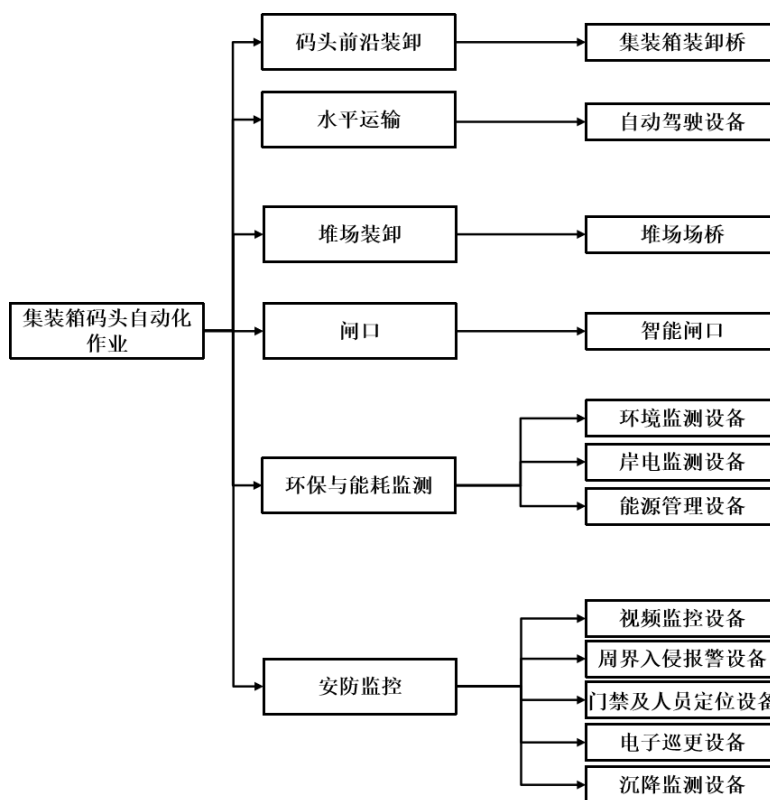 码头前沿装卸
集装箱装卸桥
水平运输
自动驾驶设备
堆场装卸
堆场场桥
集装箱码头自动化
作业
闸口
智能闸口
环保与能耗监测
环境监测设备
岸电监测设备
能源管理设备
安防监控
视频监控设备
周界入侵报警设备
门禁及人员定位设备
电子巡更设备
沉降监测设备